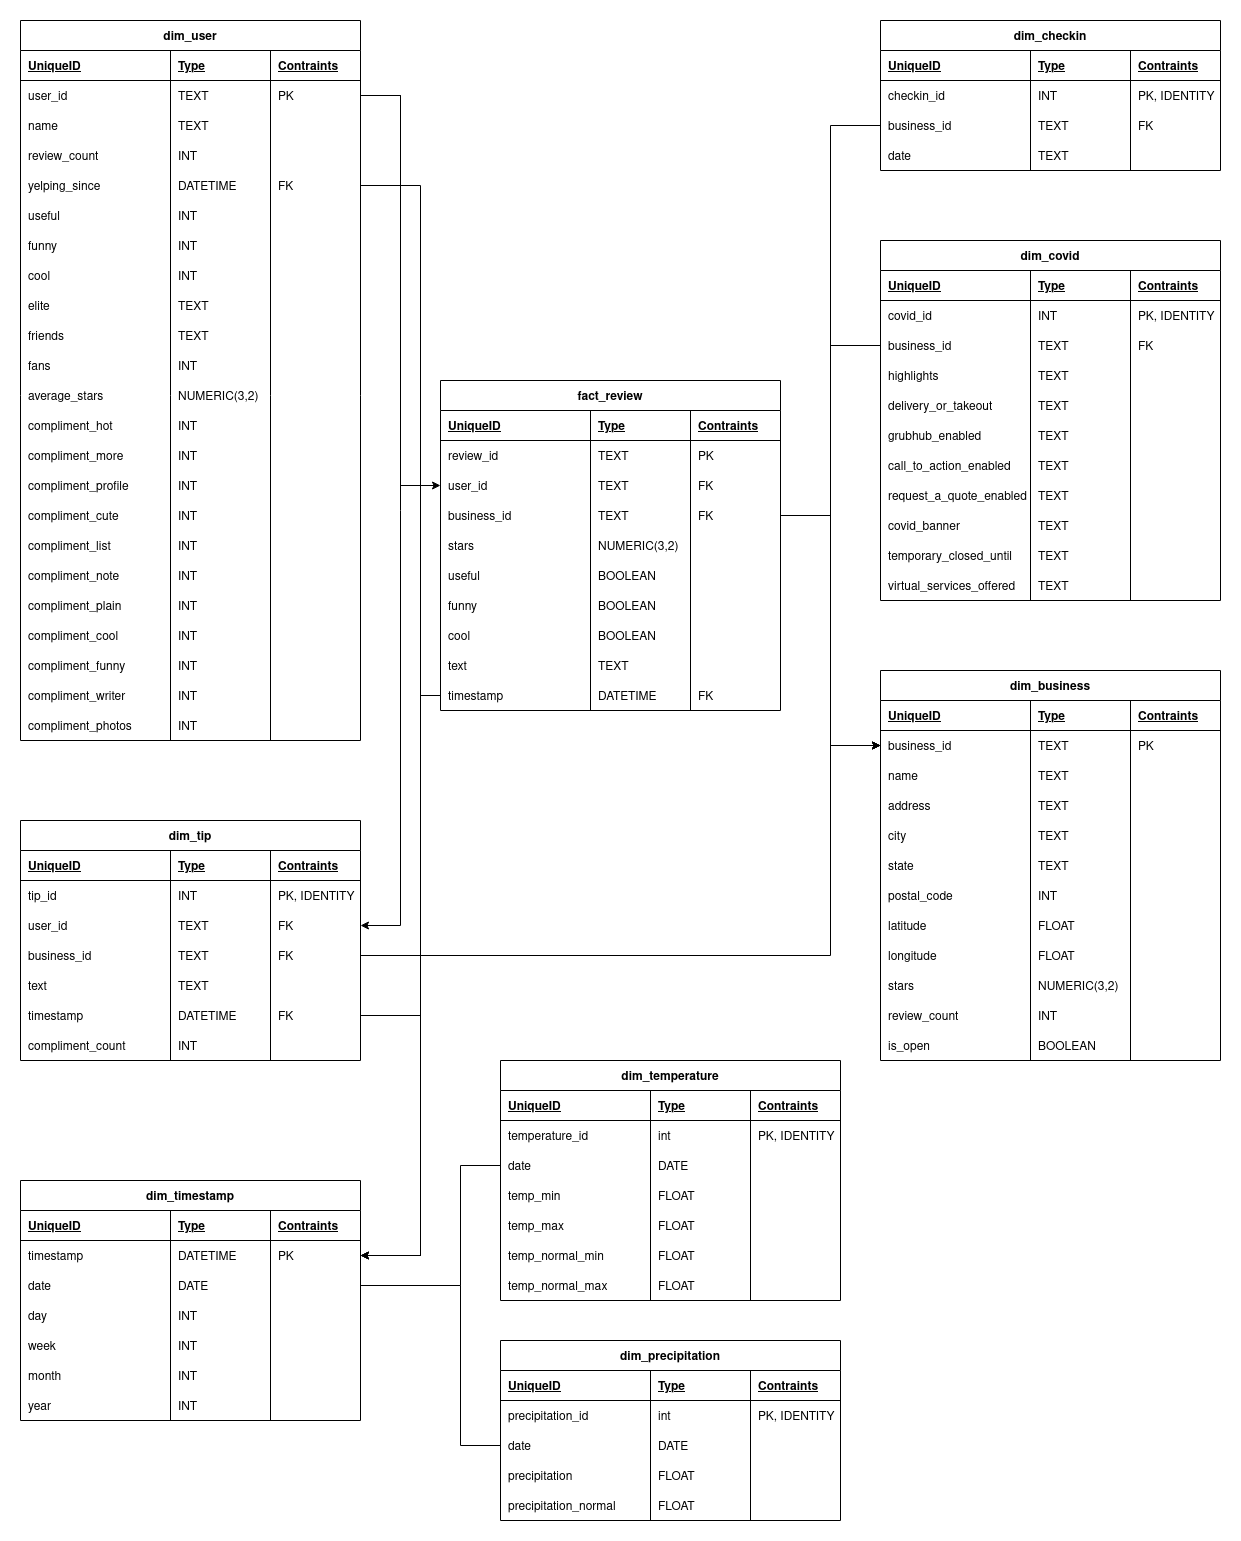 dim_user
UniqueID Type Contraints
user_id TEXT PK
name TEXT
review_count INT
yelping_since DATETIME FK
useful INT
funny INT
cool INT
elite TEXT
friends TEXT
fans INT
average_stars NUMERIC(3,2)
compliment_hot INT
compliment_more INT
compliment_profile INT
compliment_cute INT
compliment_list INT
compliment_note INT
compliment_plain INT
compliment_cool INT
compliment_funny INT
compliment_writer INT
compliment_photos INT
dim_tip
UniqueID Type Contraints
tip_id INT PK, IDENTITY
user_id TEXT FK
business_id TEXT FK
text TEXT
timestamp DATETIME FK
compliment_count INT
dim_timestamp
UniqueID Type Contraints
timestamp DATETIME PK
date DATE
day INT
week INT
month INT
year INT
fact_review
UniqueID Type Contraints
review_id TEXT PK
user_id TEXT FK
business_id TEXT FK
stars NUMERIC(3,2)
useful BOOLEAN
funny BOOLEAN
cool BOOLEAN
text TEXT
timestamp DATETIME FK
dim_temperature
UniqueID Type Contraints
temperature_id int PK, IDENTITY
date DATE
temp_min FLOAT
temp_max FLOAT
temp_normal_min FLOAT
temp_normal_max FLOAT
dim_precipitation
UniqueID Type Contraints
precipitation_id int PK, IDENTITY
date DATE
precipitation FLOAT
precipitation_normal FLOAT
dim_checkin
UniqueID Type Contraints
checkin_id INT PK, IDENTITY
business_id TEXT FK
date TEXT
dim_covid
UniqueID Type Contraints
covid_id INT PK, IDENTITY
business_id TEXT FK
highlights TEXT
delivery_or_takeout TEXT
grubhub_enabled TEXT
call_to_action_enabled TEXT
request_a_quote_enabled TEXT
covid_banner TEXT
temporary_closed_until TEXT
virtual_services_offered TEXT
dim_business
UniqueID Type Contraints
business_id TEXT PK
name TEXT
address TEXT
city TEXT
state TEXT
postal_code INT
latitude FLOAT
longitude FLOAT
stars NUMERIC(3,2)
review_count INT
is_open BOOLEAN